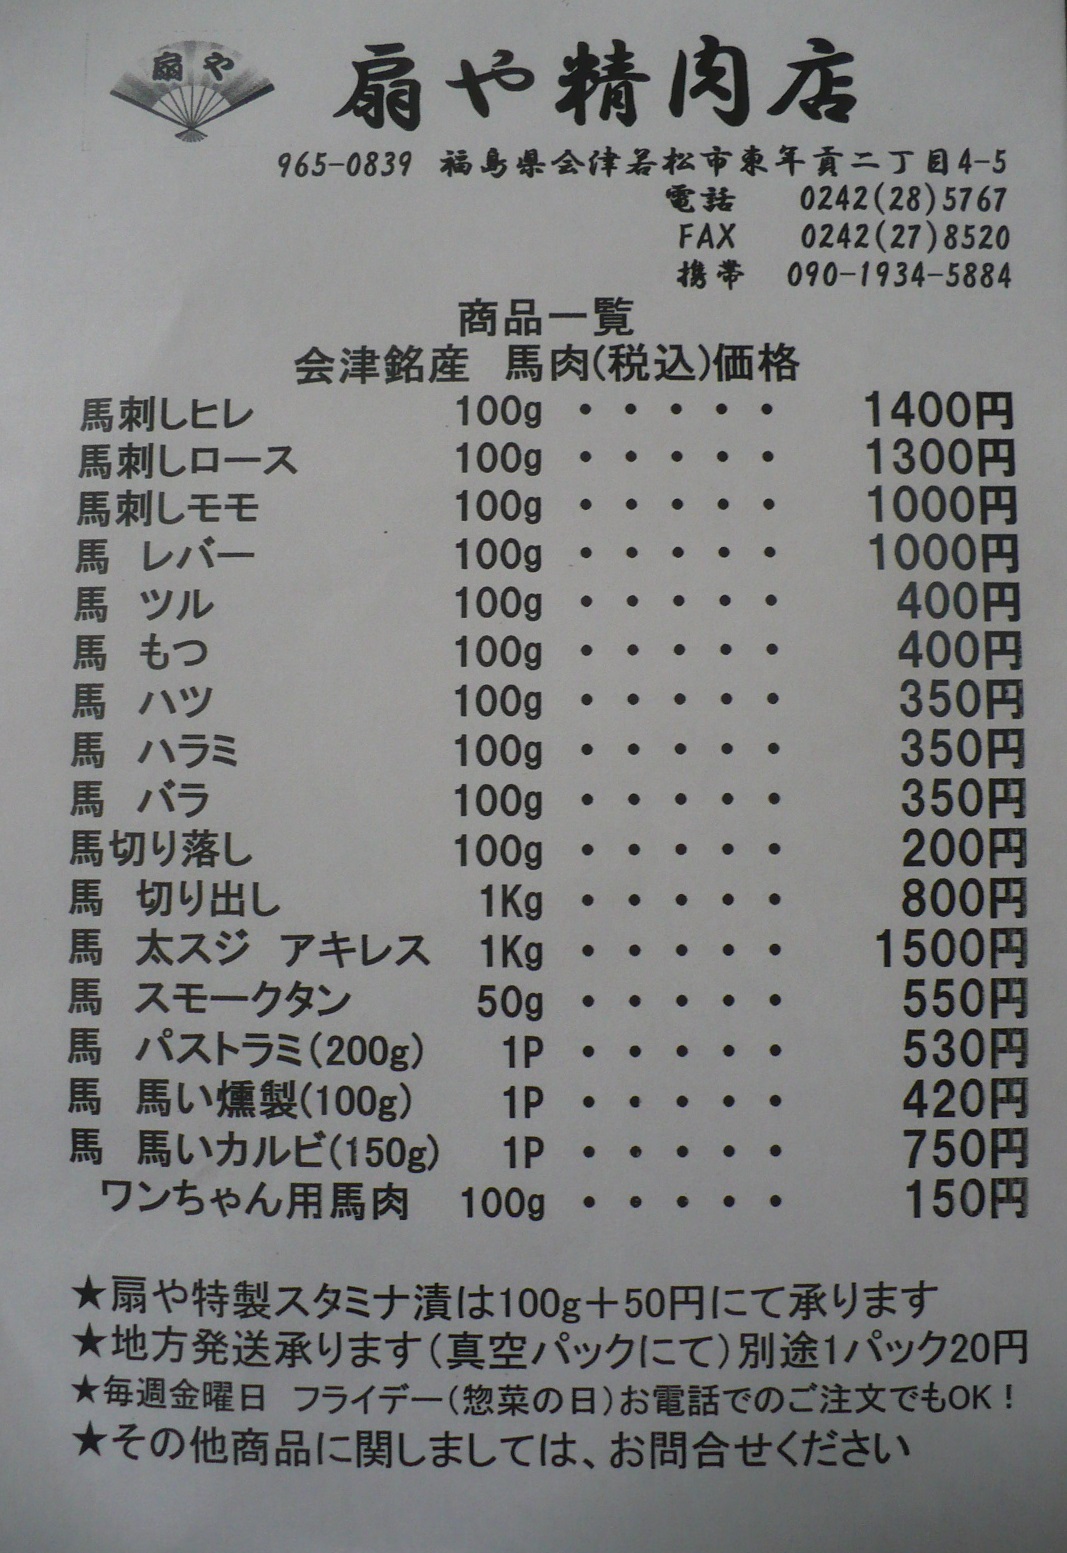 扇や
扇や精肉店
965-0839 福島県会津若松市東年貢二丁目4-5
電話 0242(28)5767
FAX 0242(27)8520
携帯 090-1934-5884
商品一覧
会津銘産 馬肉(税込)価格
馬刺しヒレ 100g ・・・・・ 1400円
馬刺しロース 100g ・・・・・ 1300円
馬刺しモモ 100g ・・・・・ 1000円
馬 レバー 100g ・・・・・ 1000円
馬 ツル 100g ・・・・・ 400円
馬 もつ 100g ・・・・・ 400円
馬 ハツ 100g ・・・・・ 350円
馬 ハラミ 100g ・・・・・ 350円
馬 バラ 100g ・・・・・ 350円
馬切り落し 100g ・・・・・ 200円
馬 切り出し 1Kg ・・・・・ 800円
馬 太スジ アキレス 1Kg ・・・・・ 1500円
馬 スモークタン 50g ・・・・・ 550円
馬 パストラミ(200g) 1P ・・・・・ 530円
馬 馬い燻製(100g) 1P ・・・・・ 420円
馬 馬いカルビ(150g) 1P ・・・・・ 750円
ワンちゃん用馬肉 100g ・・・・・ 150円
★扇や特製スタミナ漬は100g＋50円にて承ります
★地方発送承ります(真空パックにて)別途1パック20円
★毎週金曜日 フライデー(惣菜の日)お電話でのご注文でもOK！
★その他商品に関しましては、お問合せください